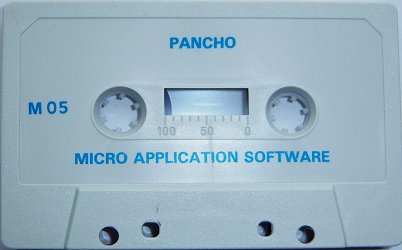 PANCHO
M 05
100 50 0
MICRO APPLICATION SOFTWARE